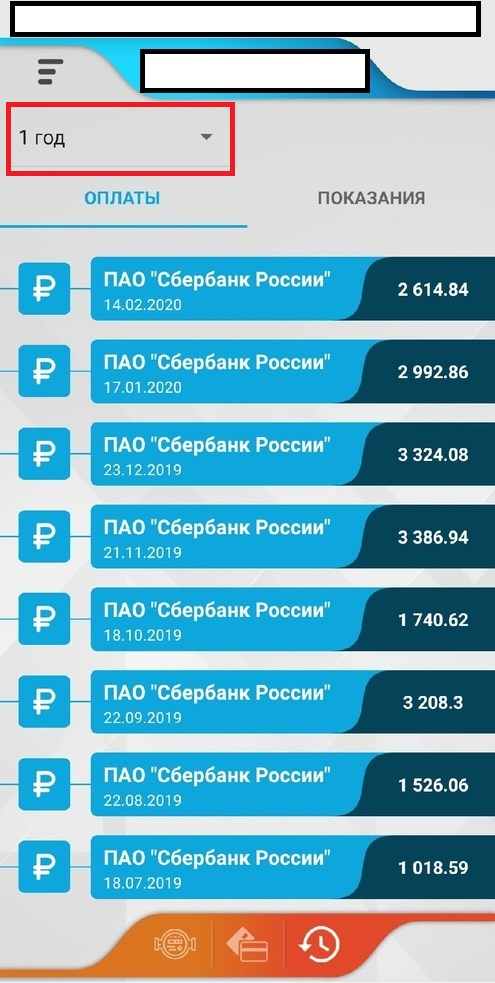 1 год
ОПЛАТЫ
ПОКАЗАНИЯ
ПАО "Сбербанк России"
14.02.2020
2 614.84
ПАО "Сбербанк России"
17.01.2020
2 992.86
ПАО "Сбербанк России"
23.12.2019
3 324.08
ПАО "Сбербанк России"
21.11.2019
3 386.94
ПАО "Сбербанк России"
18.10.2019
1 740.62
ПАО "Сбербанк России"
22.09.2019
3 208.3
ПАО "Сбербанк России"
22.08.2019
1 526.06
ПАО "Сбербанк России"
18.07.2019
1 018.59